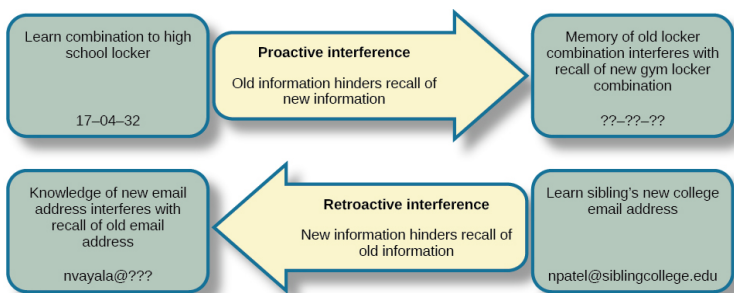 Learn combination to high
school locker
17–04–32
Proactive interference
Old information hinders recall of
new information
Memory of old locker
combination interferes with
recall of new gym locker
combination
??–??–??
Knowledge of new email
address interferes with
recall of old email
address
nvayala@???
Retroactive interference
New information hinders recall of
old information
Learn sibling’s new college
email address
npatel@siblingcollege.edu